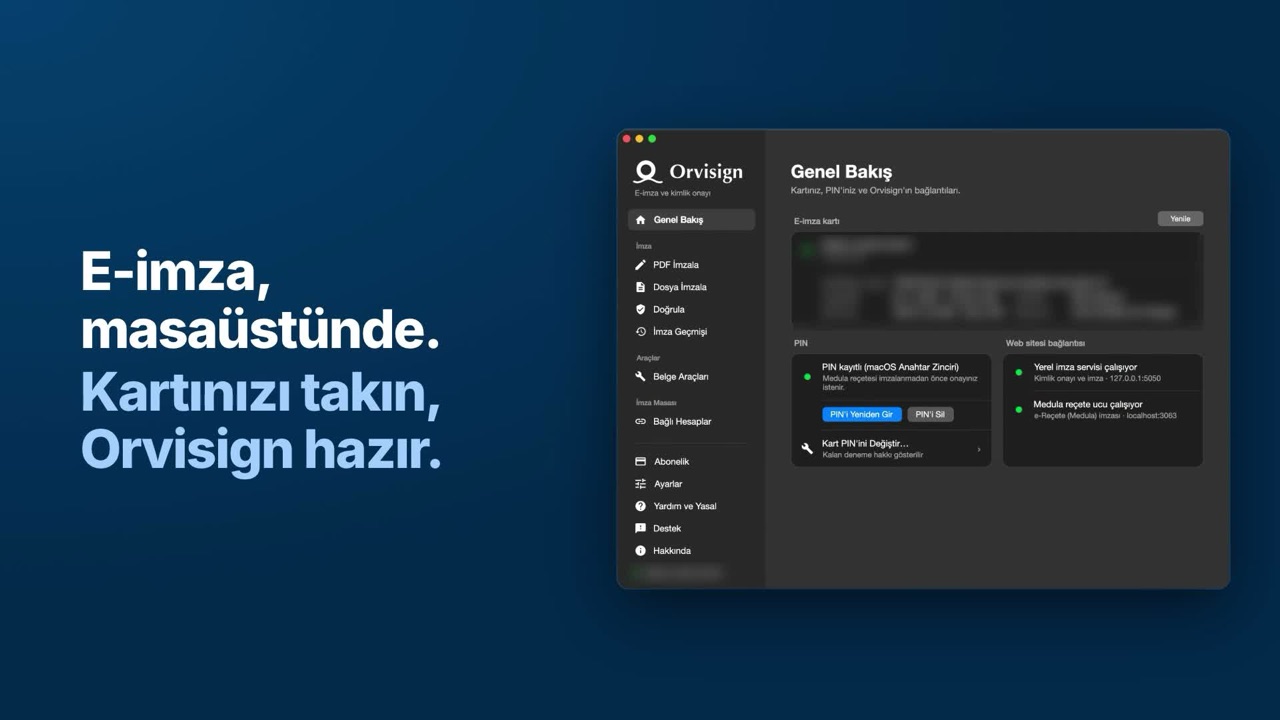 E-imza,
masaüstünde.
Kartınızı takın,
Orvisign hazır.
Orvisign
E-imza ve kimlik onayı
Genel Bakış
İmza
PDF İmzala
Dosya İmzala
Doğrula
İmza Geçmişi
Araçlar
Belge Araçları
İmza Masası
Bağlı Hesaplar
Abonelik
Ayarlar
Yardım ve Yasal
Destek
Hakkında
Genel Bakış
Kartınız, PIN'iniz ve Orvisign'ın bağlantıları.
E-imza kartı
Yenile
PIN
PIN kayıtlı (macOS Anahtar Zinciri)
Medula reçetesi imzalanmadan önce onayınız
istenir.
PIN'i Yeniden Gir
PIN'i Sil
Kart PIN'ini Değiştir...
Kalan deneme hakkı gösterilir
Web sitesi bağlantısı
Yerel imza servisi çalışıyor
Kimlik onayı ve imza · 127.0.0.1:5050
Medula reçete ucu çalışıyor
e-Reçete (Medula) imzası · localhost:3063